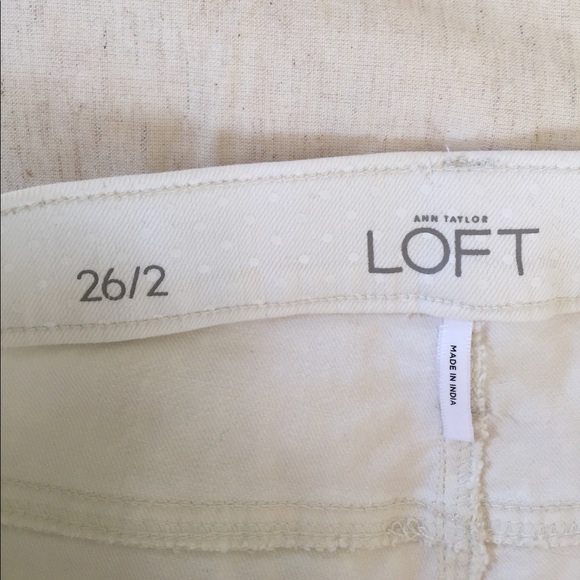 ANN TAYLOR
LOFT
26/2
MADE IN INDIA